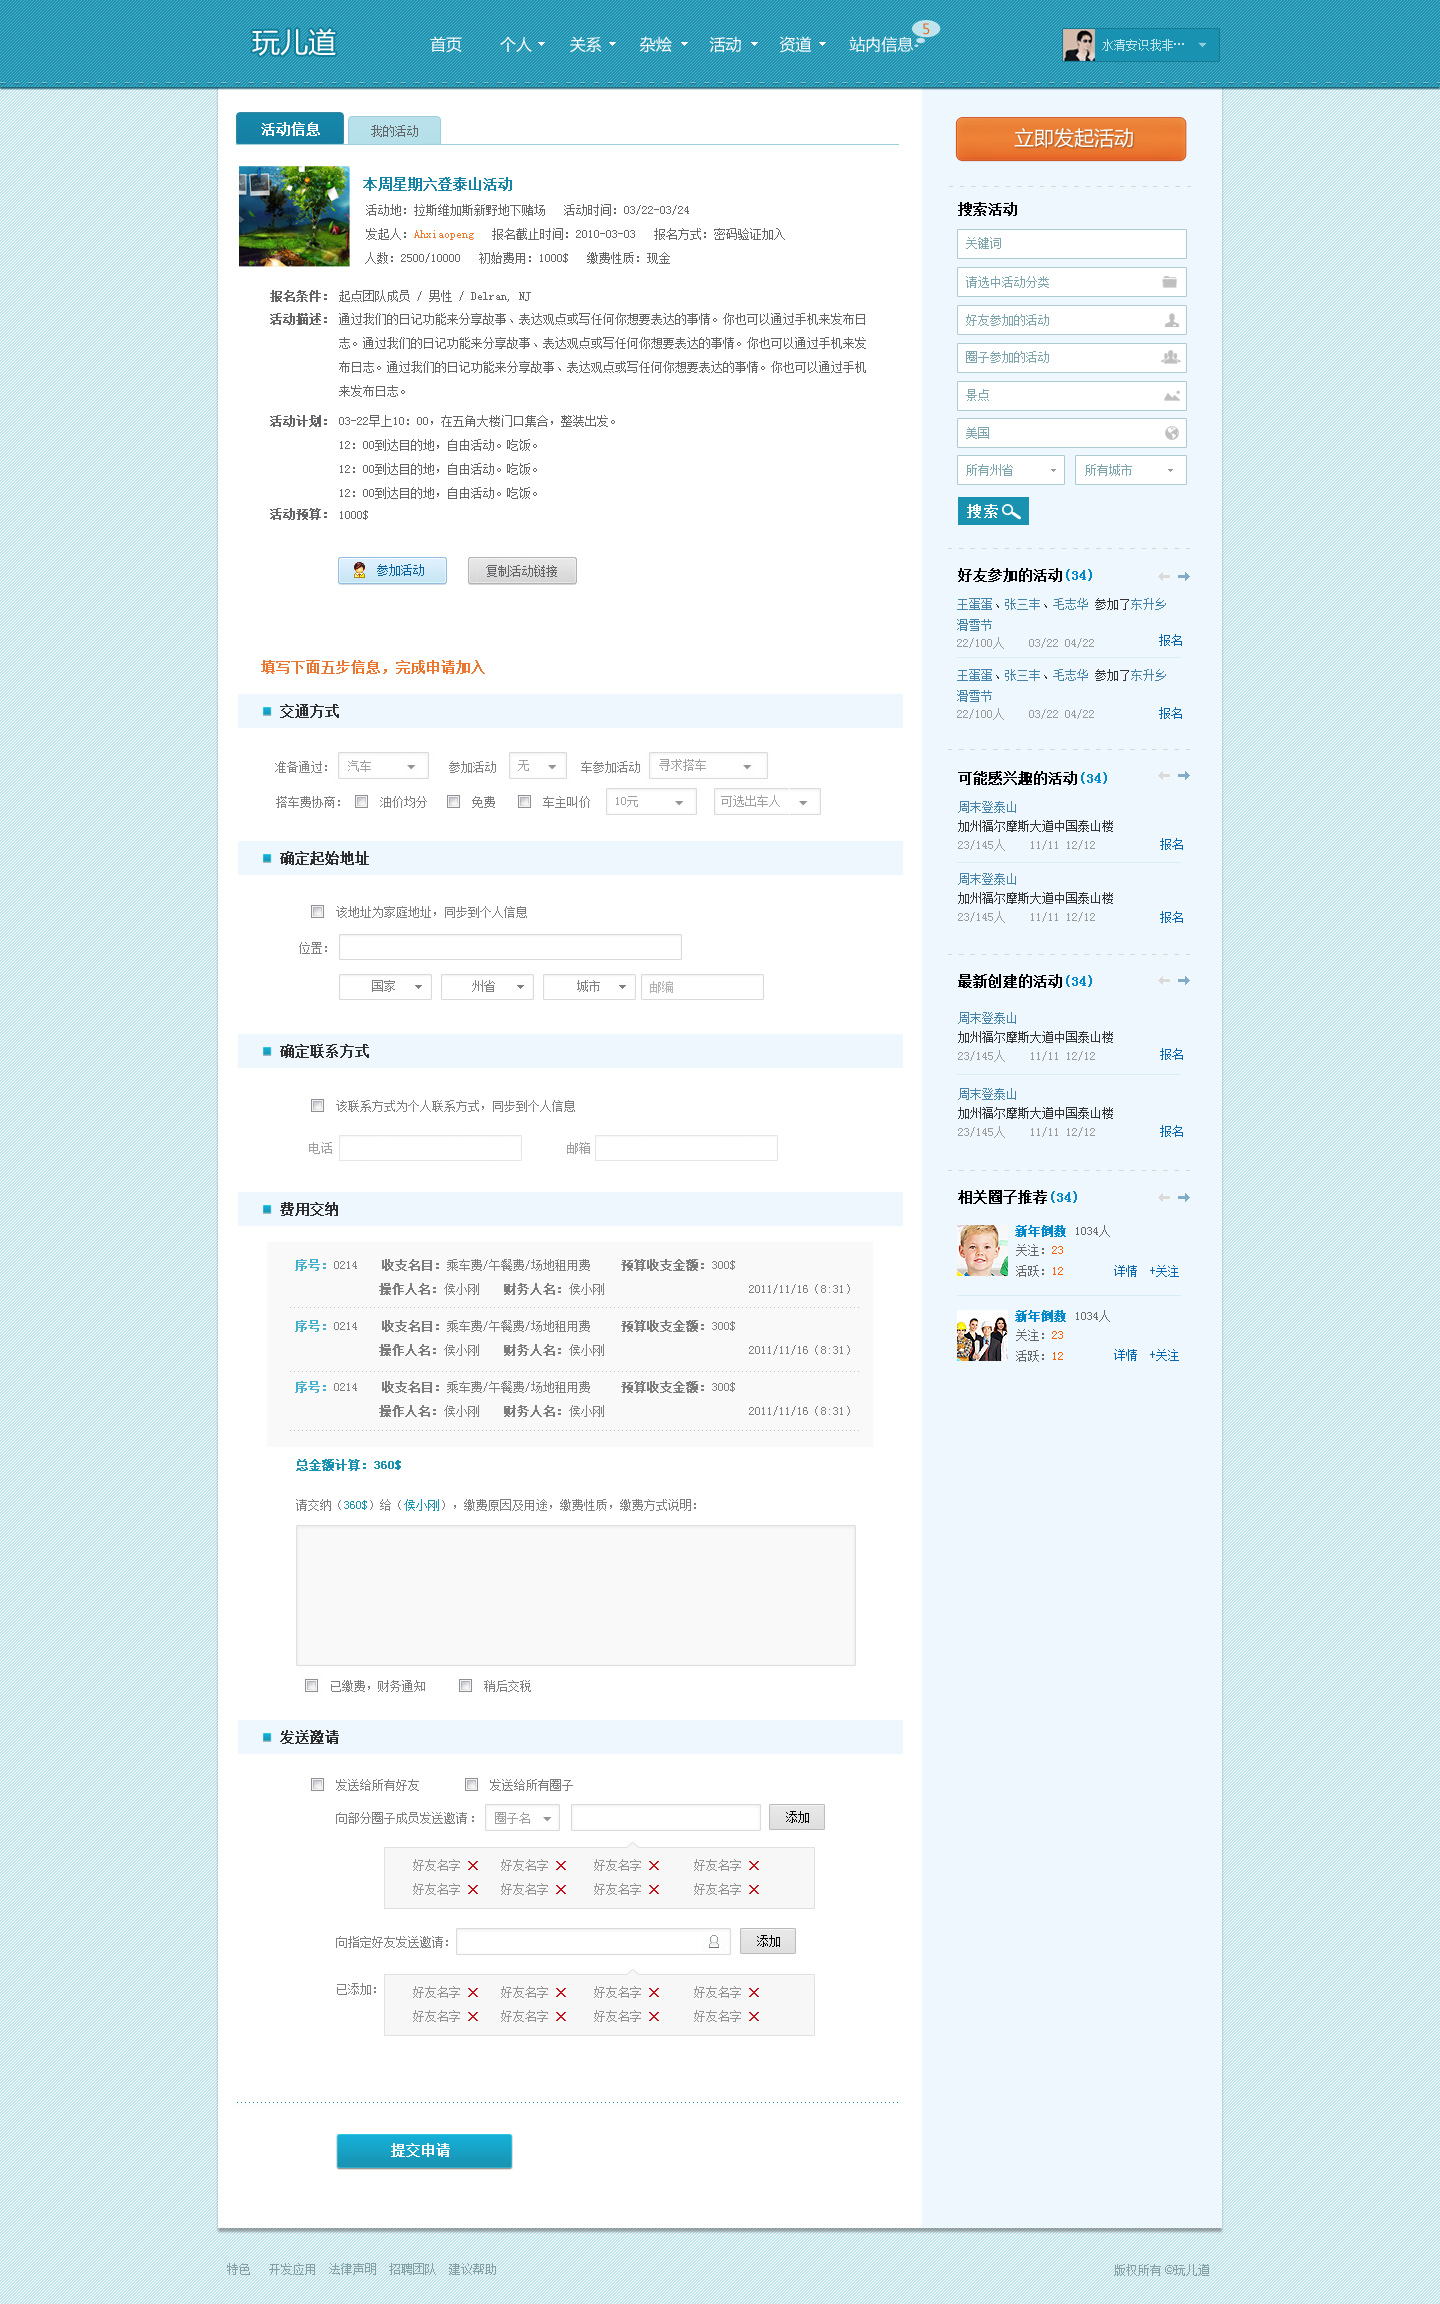 玩儿道
首页 个人 关系 杂烩 活动 资道 站内信息 5
水清安识我非…
活动信息 我的活动
本周星期六登泰山活动
活动地：拉斯维加斯新野地下赌场 活动时间：03/22-03/24
发起人：Ahxiaopeng 报名截止时间：2010-03-03 报名方式：密码验证加入
人数：2500/10000 初始费用：1000$ 缴费性质：现金
报名条件： 起点团队成员 / 男性 / Delran, NJ
活动描述： 通过我们的日记功能来分享故事、表达观点或写任何你想要表达的事情。你也可以通过手机来发布日
志。通过我们的日记功能来分享故事、表达观点或写任何你想要表达的事情。你也可以通过手机来发
布日志。通过我们的日记功能来分享故事、表达观点或写任何你想要表达的事情。你也可以通过手机
来发布日志。
活动计划： 03-22早上10：00，在五角大楼门口集合，整装出发。
12：00到达目的地，自由活动。吃饭。
12：00到达目的地，自由活动。吃饭。
12：00到达目的地，自由活动。吃饭。
活动预算： 1000$
参加活动 复制活动链接
填写下面五步信息，完成申请加入
交通方式
准备通过： 汽车 参加活动 无 车参加活动 寻求搭车
搭车费协商： 油价均分 免费 车主叫价 10元 可选出车人
确定起始地址
该地址为家庭地址，同步到个人信息
位置：
国家 州省 城市 邮编
确定联系方式
该联系方式为个人联系方式，同步到个人信息
电话 邮箱
费用交纳
序号：0214 收支名目：乘车费/午餐费/场地租用费 预算收支金额：300$
操作人名：侯小刚 财务人名：侯小刚 2011/11/16（8:31）
序号：0214 收支名目：乘车费/午餐费/场地租用费 预算收支金额：300$
操作人名：侯小刚 财务人名：侯小刚 2011/11/16（8:31）
序号：0214 收支名目：乘车费/午餐费/场地租用费 预算收支金额：300$
操作人名：侯小刚 财务人名：侯小刚 2011/11/16（8:31）
总金额计算：360$
请交纳（360$）给（侯小刚），缴费原因及用途，缴费性质，缴费方式说明：
已缴费，财务通知 稍后交税
发送邀请
发送给所有好友 发送给所有圈子
向部分圈子成员发送邀请： 圈子名 添加
好友名字 好友名字 好友名字 好友名字
好友名字 好友名字 好友名字 好友名字
向指定好友发送邀请： 添加
已添加： 好友名字 好友名字 好友名字 好友名字
好友名字 好友名字 好友名字 好友名字
提交申请
立即发起活动
搜索活动
关键词
请选中活动分类
好友参加的活动
圈子参加的活动
景点
美国
所有州省 所有城市
搜索
好友参加的活动(34)
王蛋蛋、张三丰、毛志华 参加了东升乡
滑雪节
22/100人 03/22 04/22 报名
王蛋蛋、张三丰、毛志华 参加了东升乡
滑雪节
22/100人 03/22 04/22 报名
可能感兴趣的活动(34)
周末登泰山
加州福尔摩斯大道中国泰山楼
23/145人 11/11 12/12 报名
周末登泰山
加州福尔摩斯大道中国泰山楼
23/145人 11/11 12/12 报名
最新创建的活动(34)
周末登泰山
加州福尔摩斯大道中国泰山楼
23/145人 11/11 12/12 报名
周末登泰山
加州福尔摩斯大道中国泰山楼
23/145人 11/11 12/12 报名
相关圈子推荐(34)
新年倒数 1034人
关注：23
活跃：12 详情 +关注
新年倒数 1034人
关注：23
活跃：12 详情 +关注
特色 开发应用 法律声明 招聘团队 建议帮助 版权所有 ©玩儿道